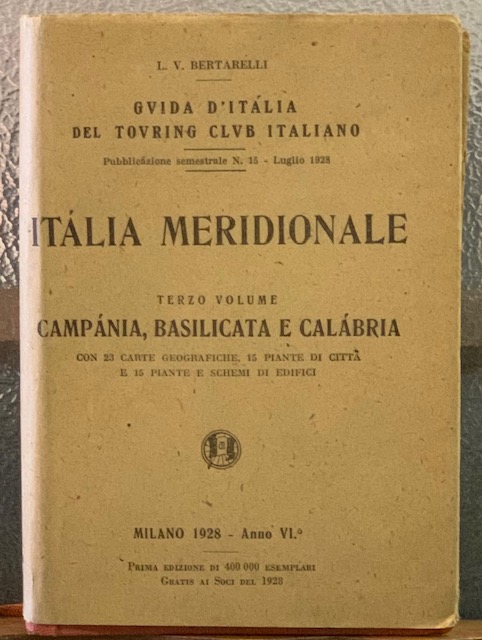 L. V. BERTARELLI
GVIDA D'ITÁLIA
DEL TOVRING CLVB ITALIANO
Pubblicázione semestrale N. 15 - Luglio 1928
ITÁLIA MERIDIONALE
TERZO VOLUME
CAMPÁNIA, BASILICATA E CALÁBRIA
CON 23 CARTE GEOGRAFICHE, 15 PIANTE DI CITTÀ
E 15 PIANTE E SCHEMI DI EDIFICI
MILANO 1928 - Anno VI.º
PRIMA EDIZIONE DI 400 000 ESEMPLARI
GRATIS AI SOCI DEL 1928